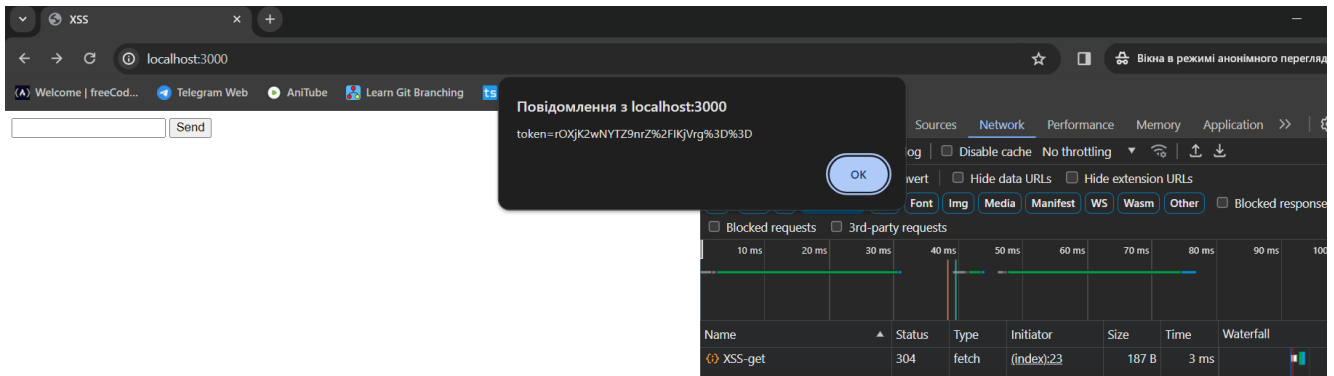 XSS
localhost:3000
Вікна в режимі анонімного перегляд
Welcome | freeCod...
Telegram Web
AniTube
Learn Git Branching
ts
Повідомлення з localhost:3000
token=rOXjK2wNYTZ9nrZ%2FIKjVrg%3D%3D
OK
Send
Sources Network Performance Memory Application
Disable cache No throttling
Hide data URLs Hide extension URLs
Font Img Media Manifest WS Wasm Other Blocked response
Blocked requests 3rd-party requests
10 ms 20 ms 30 ms 40 ms 50 ms 60 ms 70 ms 80 ms 90 ms 100
Name Status Type Initiator Size Time Waterfall
XSS-get 304 fetch (index):23 187 B 3 ms